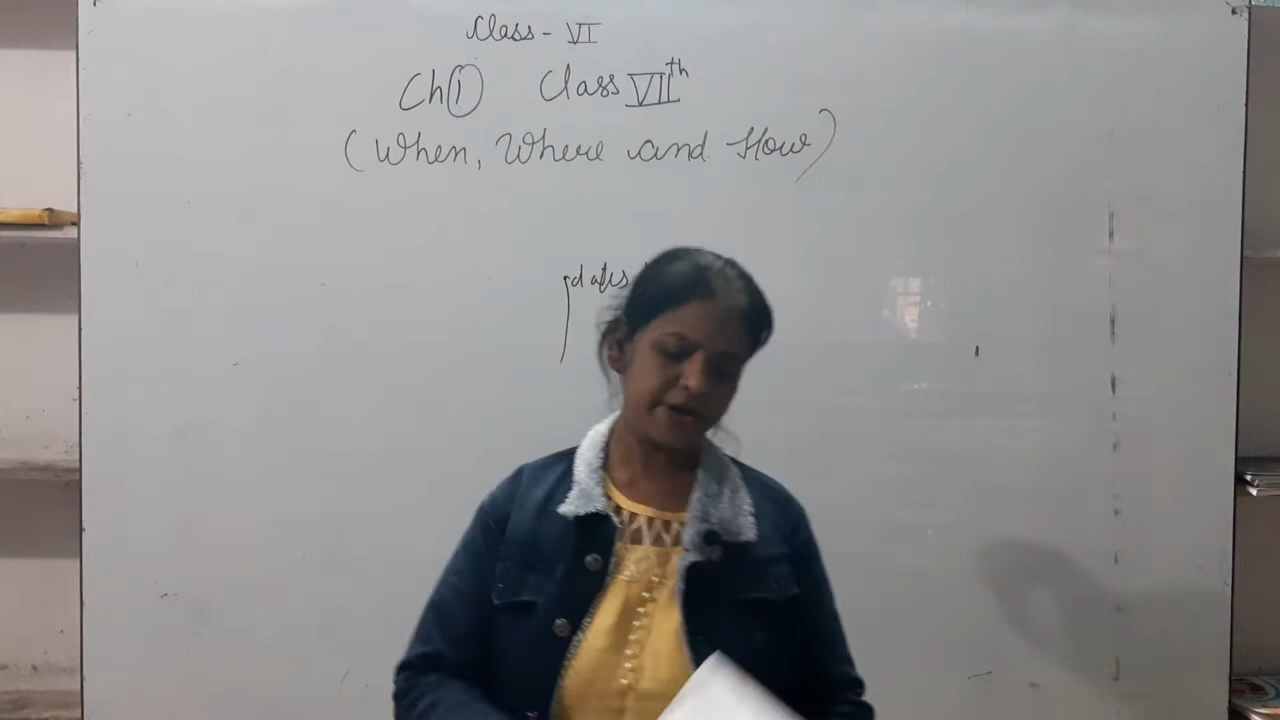 Class - VI
Ch ① Class VIIth
(When, Where and How)
dates